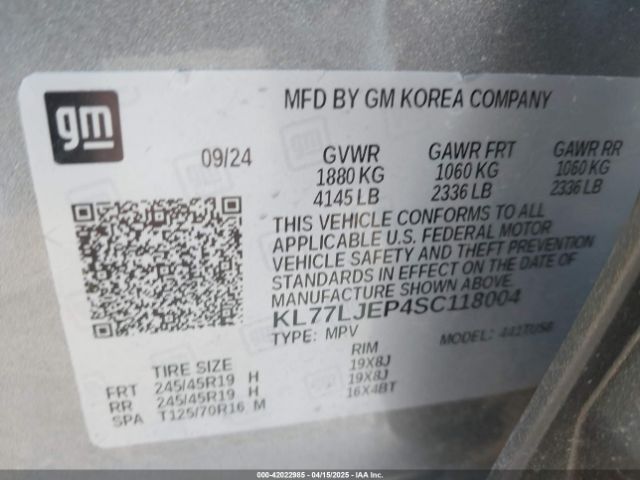 gm
MFD BY GM KOREA COMPANY
09/24
GVWR GAWR FRT GAWR RR
1880 KG 1060 KG 1060 KG
4145 LB 2336 LB 2336 LB
THIS VEHICLE CONFORMS TO ALL
APPLICABLE U.S. FEDERAL MOTOR
VEHICLE SAFETY AND THEFT PREVENTION
STANDARDS IN EFFECT ON THE DATE OF
MANUFACTURE SHOWN ABOVE.
KL77LJEP4SC118004
TYPE: MPV MODEL:
TIRE SIZE RIM
FRT 245/45R19 H 19X8J
RR 245/45R19 H 19X8J
SPA T125/70R16 M 16X4BT
000-42022985 - 04/15/2025 - COPYRIGHT IAA